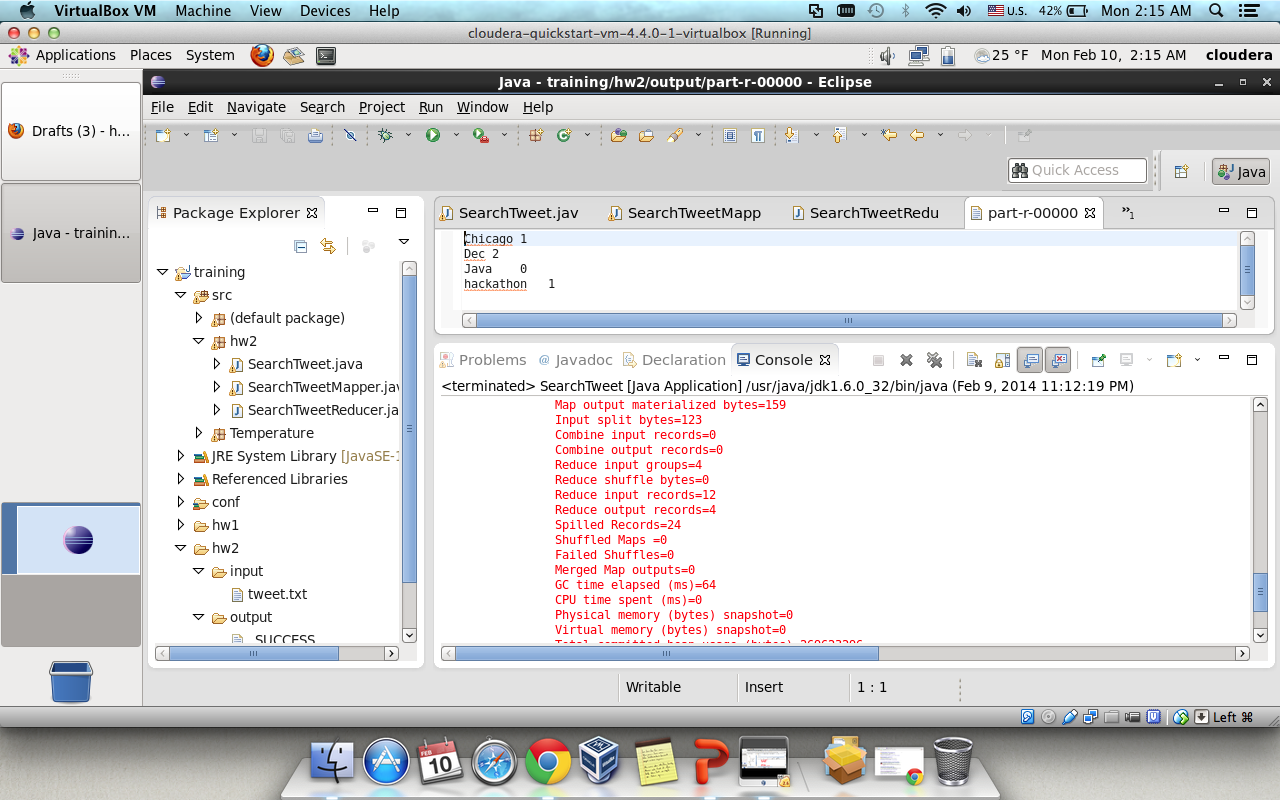 VirtualBox VM Machine View Devices Help U.S. 42% Mon 2:15 AM
cloudera-quickstart-vm-4.4.0-1-virtualbox [Running]
Applications Places System 25 °F Mon Feb 10, 2:15 AM cloudera
Java - training/hw2/output/part-r-00000 - Eclipse
File Edit Navigate Search Project Run Window Help
Drafts (3) - h...
Java - trainin...
Quick Access
Java
Package Explorer
training
src
(default package)
hw2
SearchTweet.java
SearchTweetMapper.jav
SearchTweetReducer.ja
Temperature
JRE System Library [JavaSE-1
Referenced Libraries
conf
hw1
hw2
input
tweet.txt
output
_SUCCESS
SearchTweet.jav SearchTweetMapp SearchTweetRedu part-r-00000 »1
Chicago 1
Dec 2
Java 0
hackathon 1
Problems @ Javadoc Declaration Console
<terminated> SearchTweet [Java Application] /usr/java/jdk1.6.0_32/bin/java (Feb 9, 2014 11:12:19 PM)
Map output materialized bytes=159
Input split bytes=123
Combine input records=0
Combine output records=0
Reduce input groups=4
Reduce shuffle bytes=0
Reduce input records=12
Reduce output records=4
Spilled Records=24
Shuffled Maps =0
Failed Shuffles=0
Merged Map outputs=0
GC time elapsed (ms)=64
CPU time spent (ms)=0
Physical memory (bytes) snapshot=0
Virtual memory (bytes) snapshot=0
Writable Insert 1 : 1
Left ⌘
FEB
10